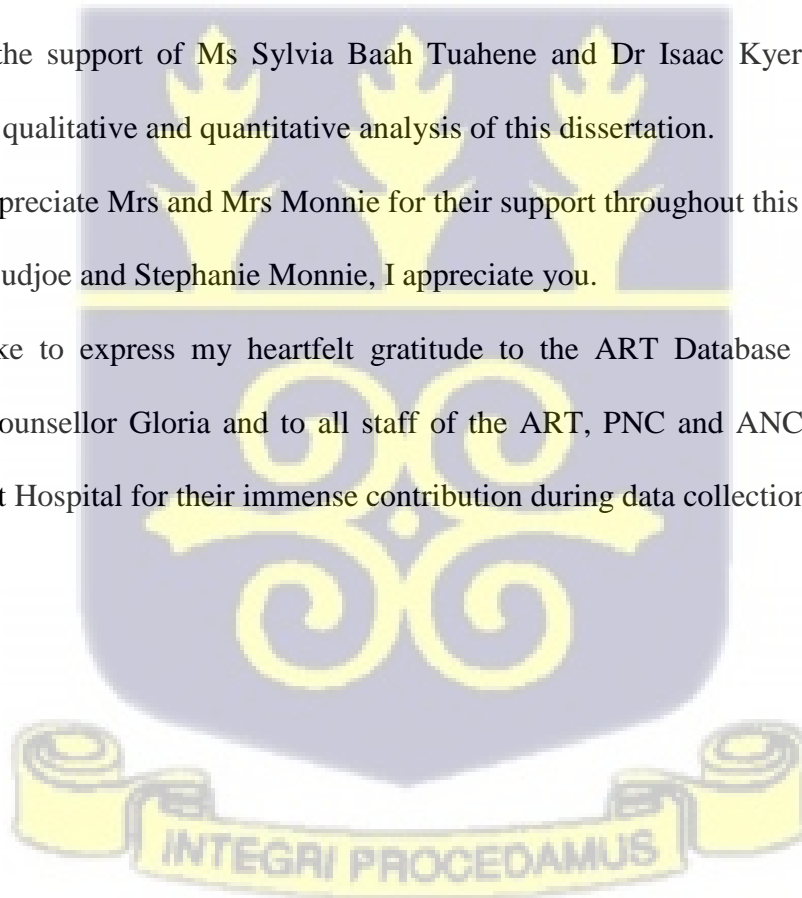 the support of Ms Sylvia Baah Tuahene and Dr Isaac Kyer
qualitative and quantitative analysis of this dissertation.
preciate Mrs and Mrs Monnie for their support throughout this
udjoe and Stephanie Monnie, I appreciate you.
ke to express my heartfelt gratitude to the ART Database
ounsellor Gloria and to all staff of the ART, PNC and ANC
t Hospital for their immense contribution during data collection
INTEGRI PROCEDAMUS